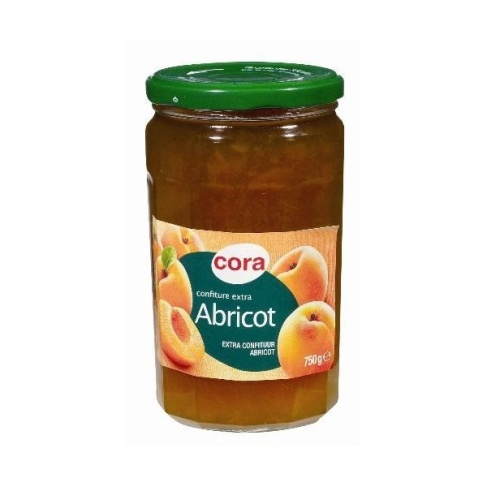 cora
confiture extra
Abricot
EXTRA CONFITUUR
ABRICOT
750g ℮